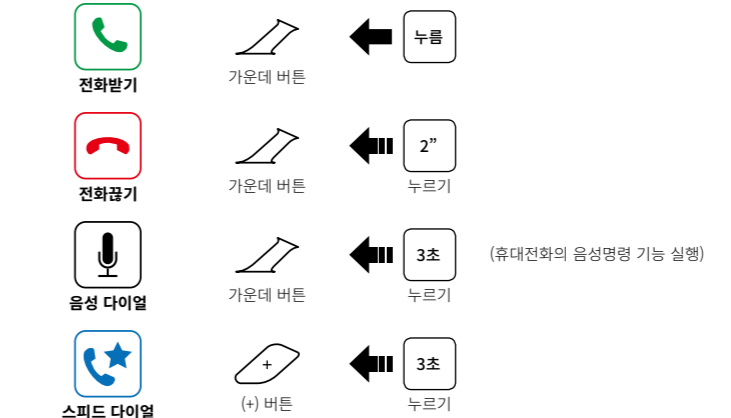 누름
전화받기
가운데 버튼
2”
전화끊기
가운데 버튼
누르기
3초
(휴대전화의 음성명령 기능 실행)
음성 다이얼
가운데 버튼
누르기
+
3초
스피드 다이얼
(+) 버튼
누르기